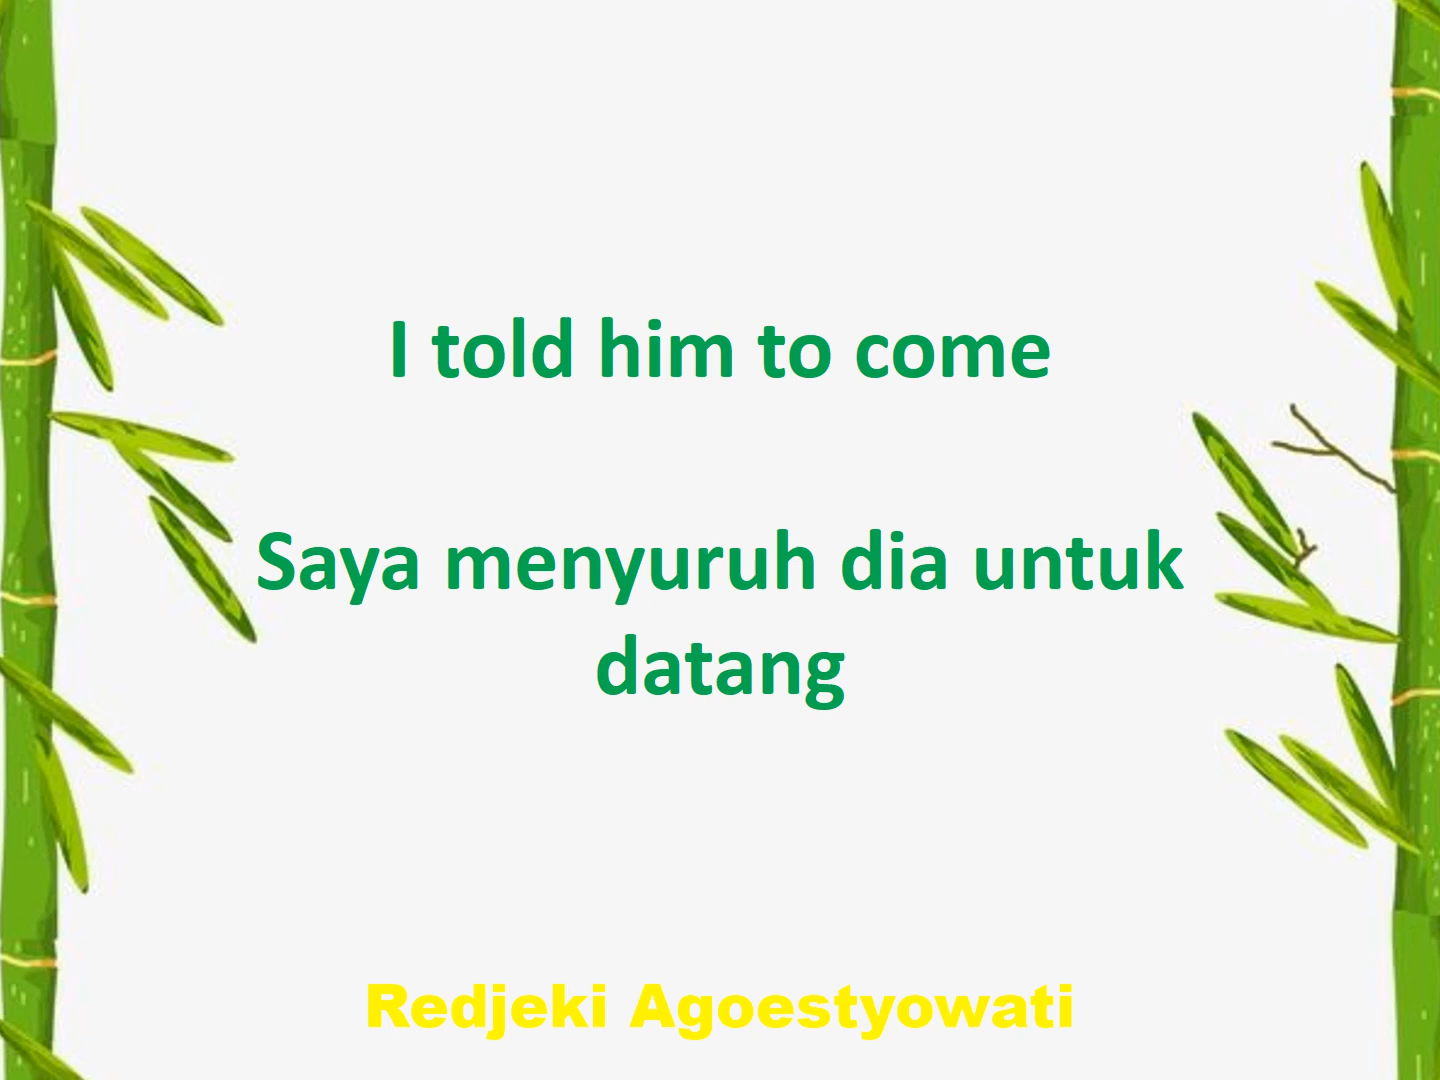 I told him to come
Saya menyuruh dia untuk
datang
Redjeki Agoestyowati